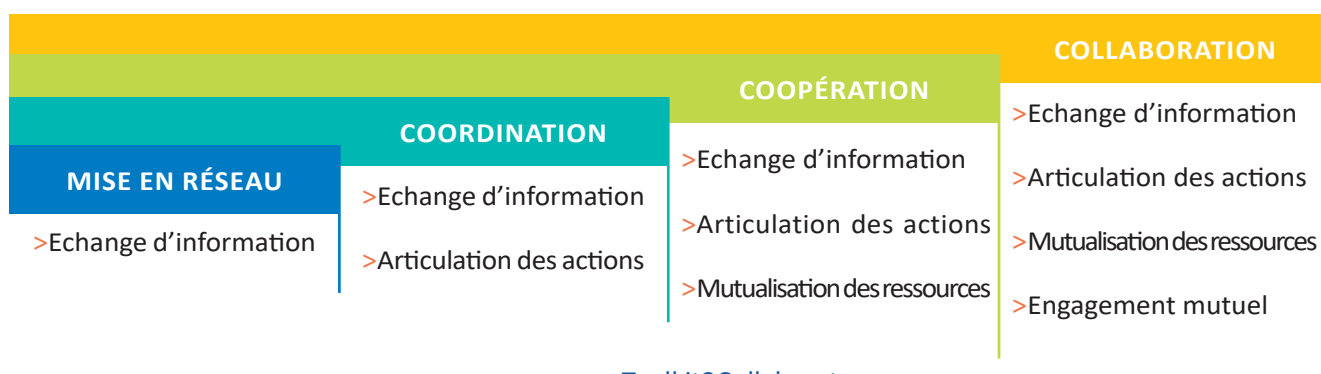 MISE EN RÉSEAU
>Echange d’information
COORDINATION
>Echange d’information
>Articulation des actions
COOPÉRATION
>Echange d’information
>Articulation des actions
>Mutualisation des ressources
COLLABORATION
>Echange d’information
>Articulation des actions
>Mutualisation des ressources
>Engagement mutuel